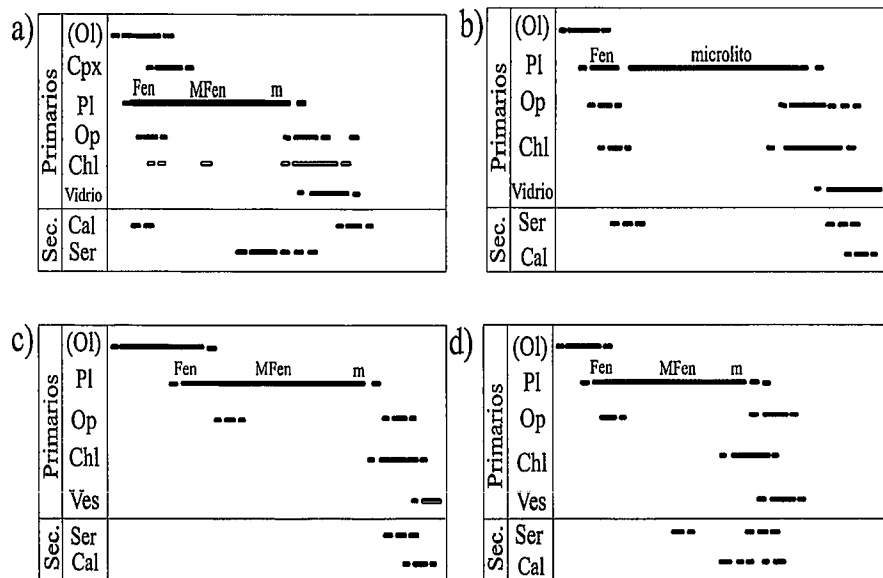 a)
Primarios
(Ol)
Cpx
Fen MFen m
Pl
Op
Chl
Vidrio
Sec.
Cal
Ser
b)
Primarios
(Ol)
Fen microlito
Pl
Op
Chl
Vidrio
Sec.
Ser
Cal
c)
Primarios
(Ol)
Fen MFen m
Pl
Op
Chl
Ves
Sec.
Ser
Cal
d)
Primarios
(Ol)
Fen MFen m
Pl
Op
Chl
Ves
Sec.
Ser
Cal